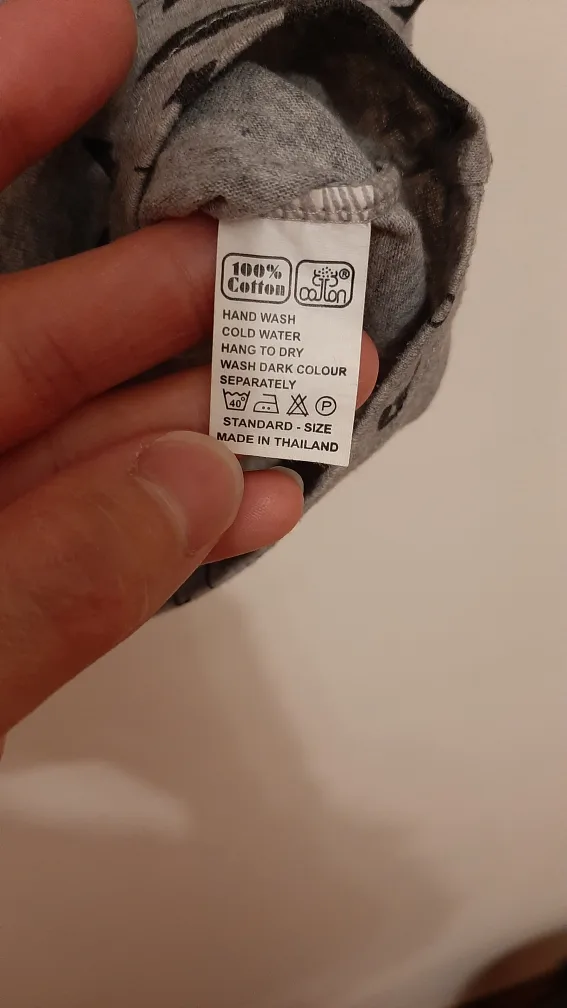 100%
Cotton
cotton®
HAND WASH
COLD WATER
HANG TO DRY
WASH DARK COLOUR
SEPARATELY
40° P
STANDARD - SIZE
MADE IN THAILAND